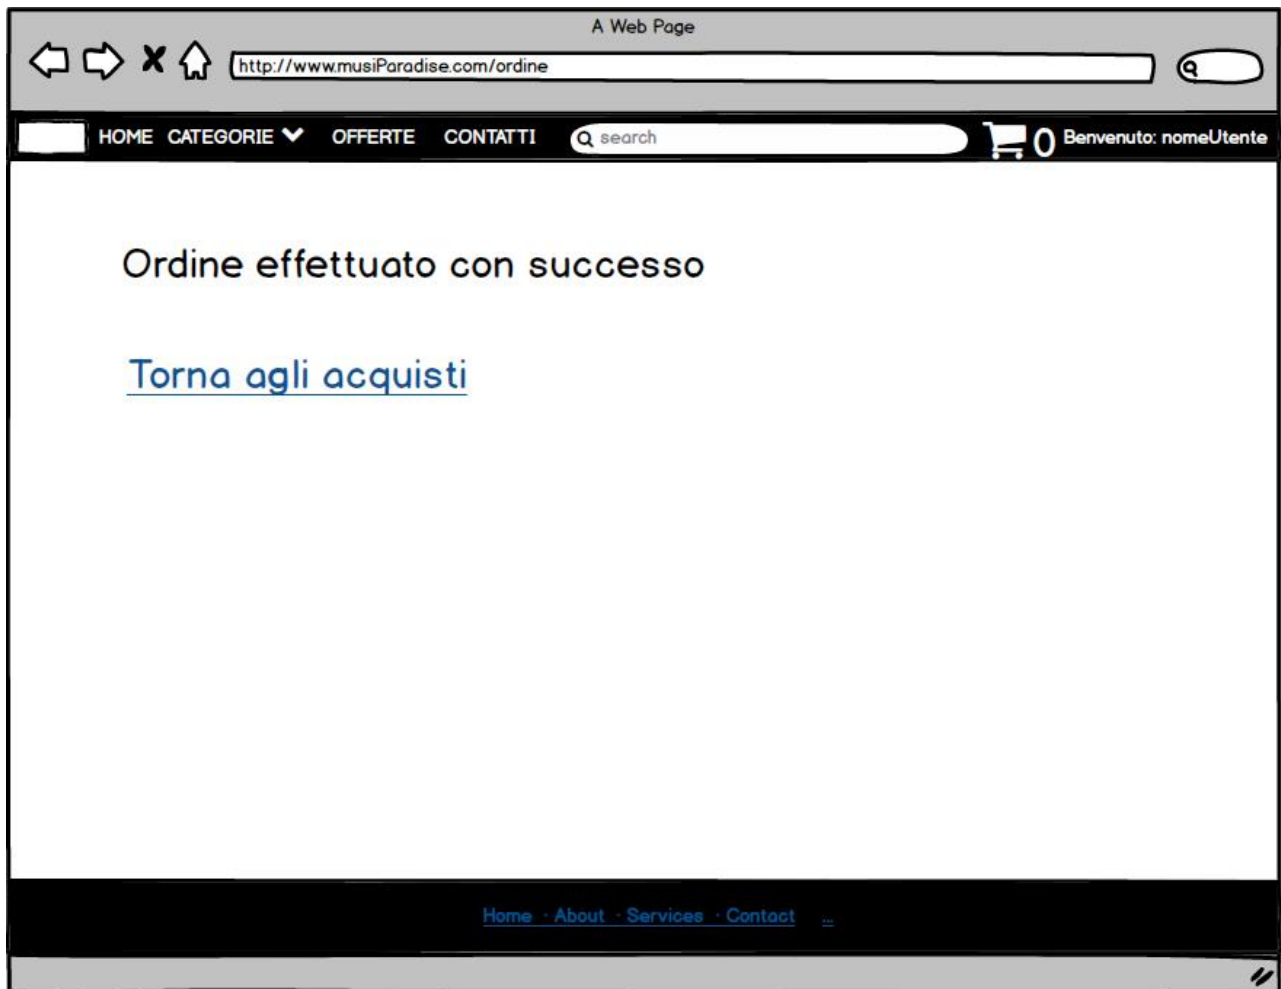 A Web Page
http://www.musiParadise.com/ordine
HOME CATEGORIE OFFERTE CONTATTI search 0 Benvenuto: nomeUtente
Ordine effettuato con successo
Torna agli acquisti
Home · About · Services · Contact ...